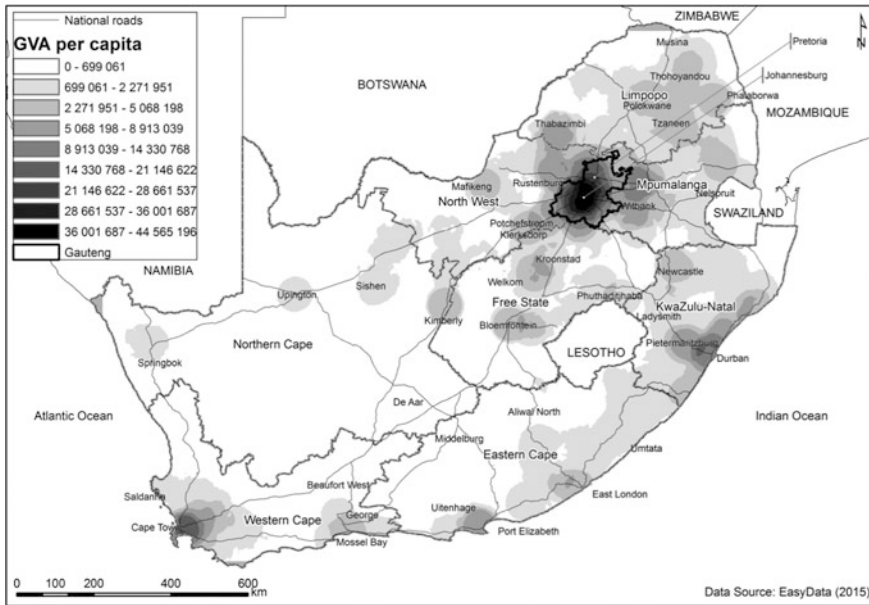 National roads
GVA per capita
0 - 699 061
699 061 - 2 271 951
2 271 951 - 5 068 198
5 068 198 - 8 913 039
8 913 039 - 14 330 768
14 330 768 - 21 146 622
21 146 622 - 28 661 537
28 661 537 - 36 001 687
36 001 687 - 44 565 196
Gauteng
ZIMBABWE
Musina
Pretoria
Thohoyandou
Johannesburg
BOTSWANA
Limpopo
Phalaborwa
Polokwane
MOZAMBIQUE
Thabazimbi
Tzaneen
Mafikeng
Rustenburg
Mpumalanga
North West
Nelspruit
Witbank
SWAZILAND
Potchefstroom
Klerksdorp
NAMIBIA
Kroonstad
Newcastle
Sishen
Welkom
Upington
Phuthaditjhaba
Free State
KwaZulu-Natal
Ladysmith
Kimberly
Bloemfontein
Pietermaritzburg
Northern Cape
LESOTHO
Durban
Springbok
De Aar
Atlantic Ocean
Aliwal North
Indian Ocean
Middelburg
Eastern Cape
Umtata
Beaufort West
Saldanha
East London
George
Uitenhage
Western Cape
Cape Tow
Port Elizabeth
Mossel Bay
0 100 200 400 600
km
Data Source: EasyData (2015)